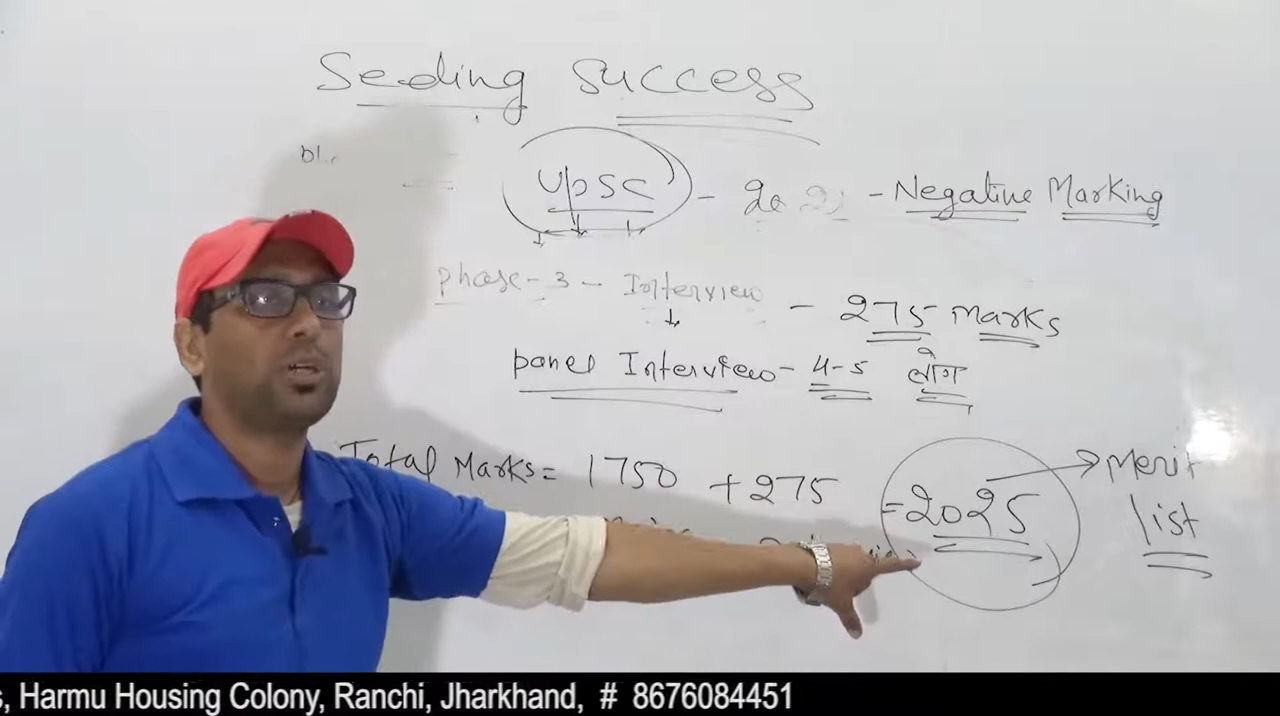 Seeding Success
UPSC - 202 - Negative Marking
phase-3 - Interview - 275 Marks
panel Interview - 4-5 लोग
Total Marks = 1750 + 275 = 2025 → Merit
list
s, Harmu Housing Colony, Ranchi, Jharkhand, # 8676084451